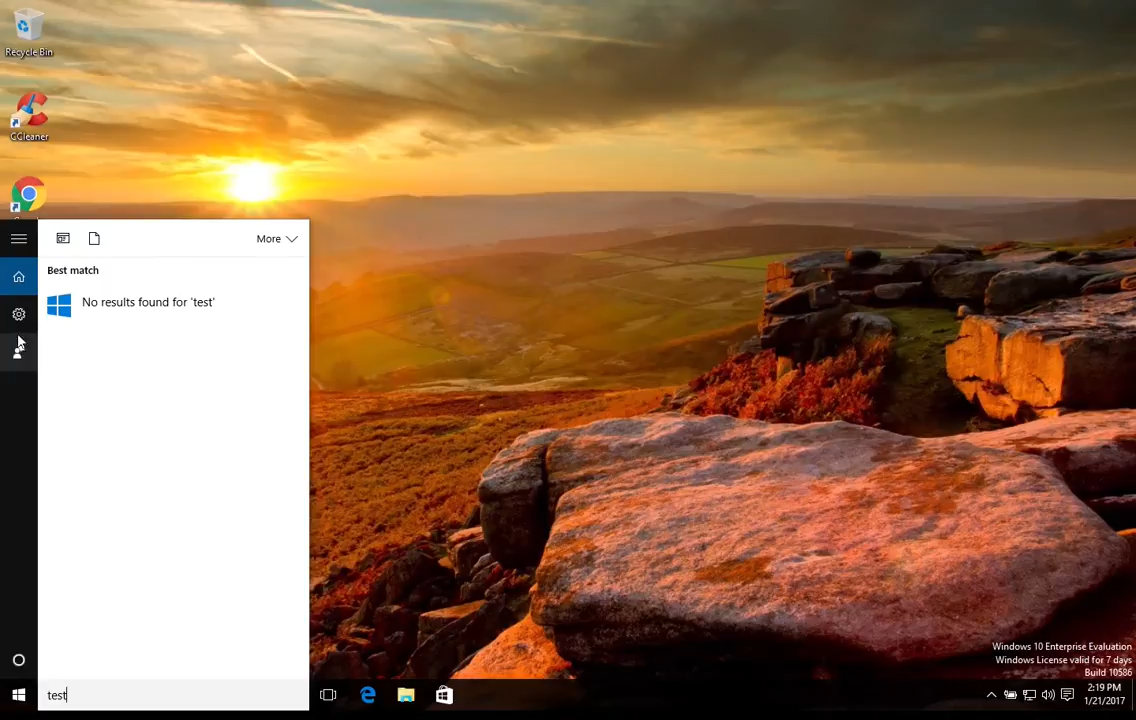 Recycle Bin
CCleaner
More
Best match
No results found for 'test'
test
Windows 10 Enterprise Evaluation
Windows License valid for 7 days
Build 10586
2:19 PM
1/21/2017